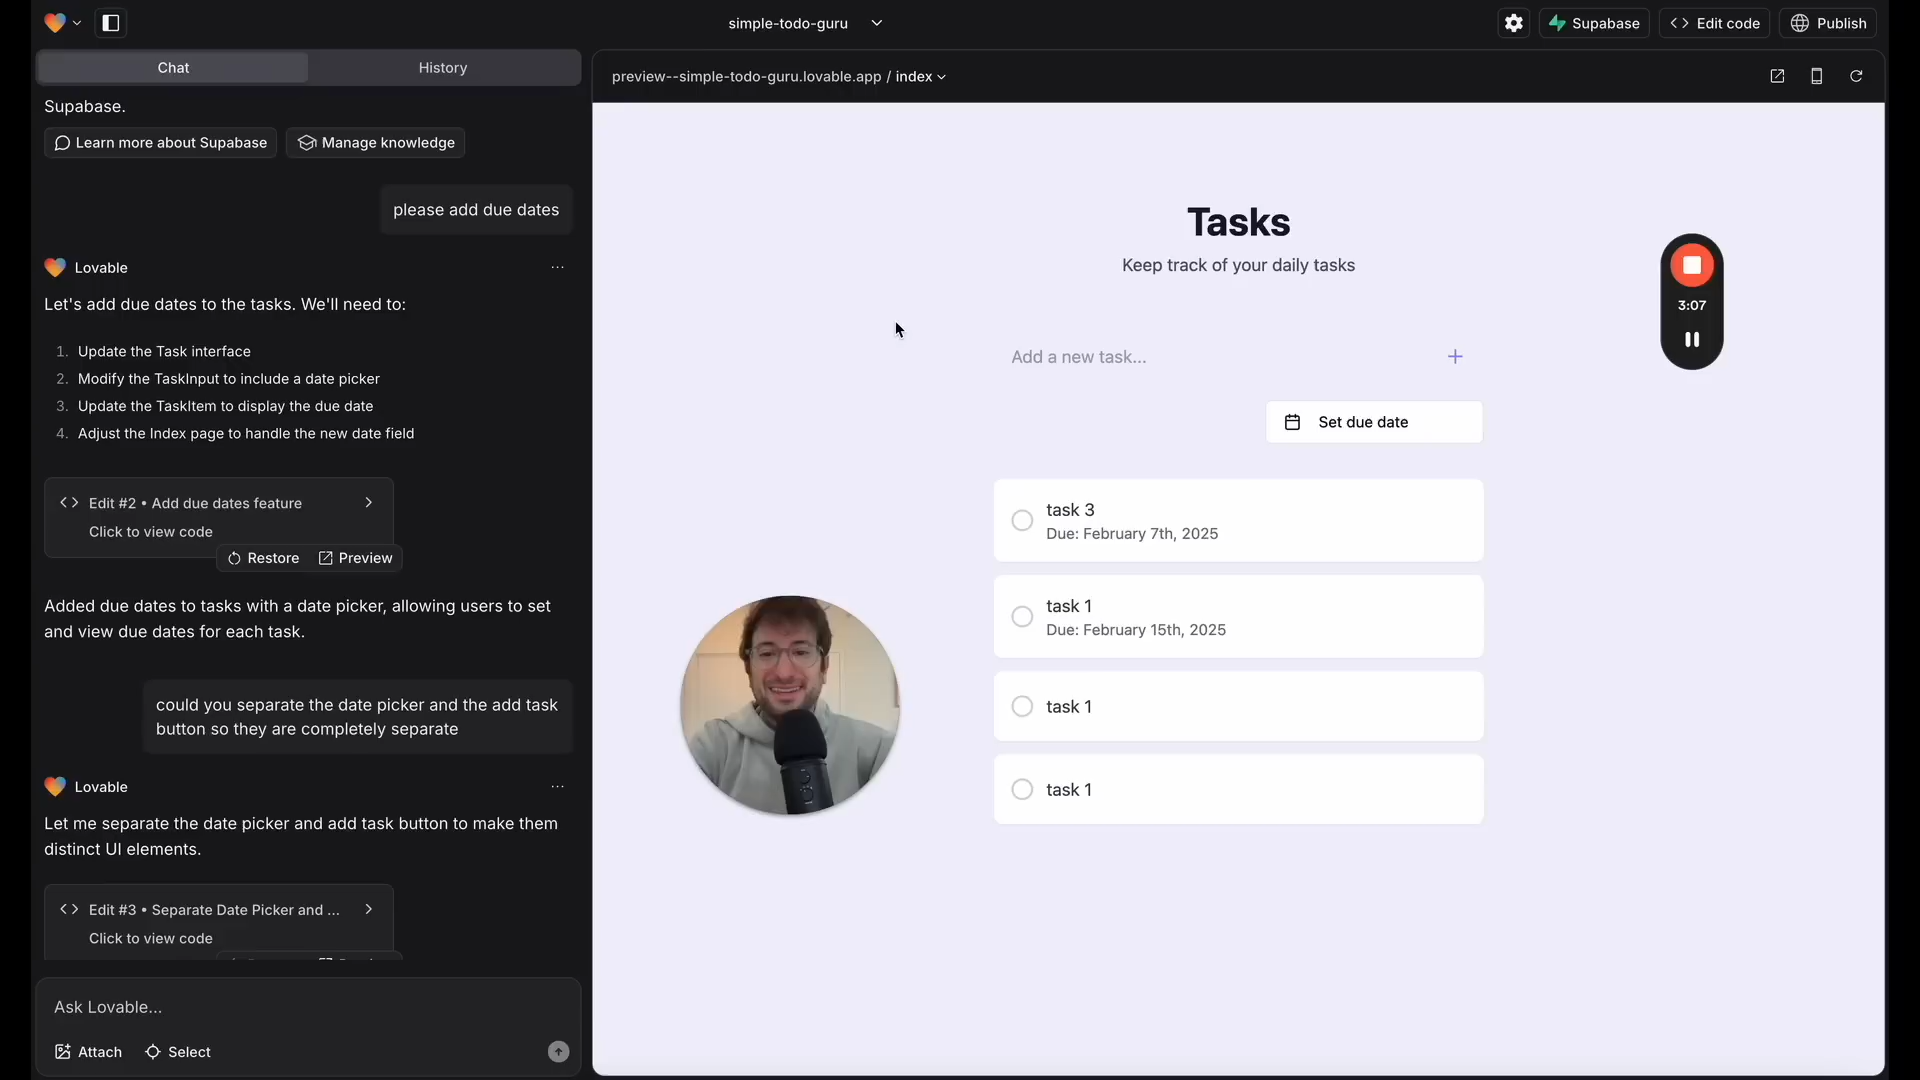 simple-todo-guru
Supabase
Edit code
Publish
Chat
History
preview--simple-todo-guru.lovable.app / index
Supabase.
Learn more about Supabase
Manage knowledge
please add due dates
Lovable
Let's add due dates to the tasks. We'll need to:
1. Update the Task interface
2. Modify the TaskInput to include a date picker
3. Update the TaskItem to display the due date
4. Adjust the Index page to handle the new date field
Edit #2 • Add due dates feature
Click to view code
Restore
Preview
Added due dates to tasks with a date picker, allowing users to set
and view due dates for each task.
could you separate the date picker and the add task
button so they are completely separate
Lovable
Let me separate the date picker and add task button to make them
distinct UI elements.
Edit #3 • Separate Date Picker and ...
Click to view code
Ask Lovable...
Attach
Select
Tasks
Keep track of your daily tasks
Add a new task...
Set due date
task 3
Due: February 7th, 2025
task 1
Due: February 15th, 2025
task 1
task 1
3:07